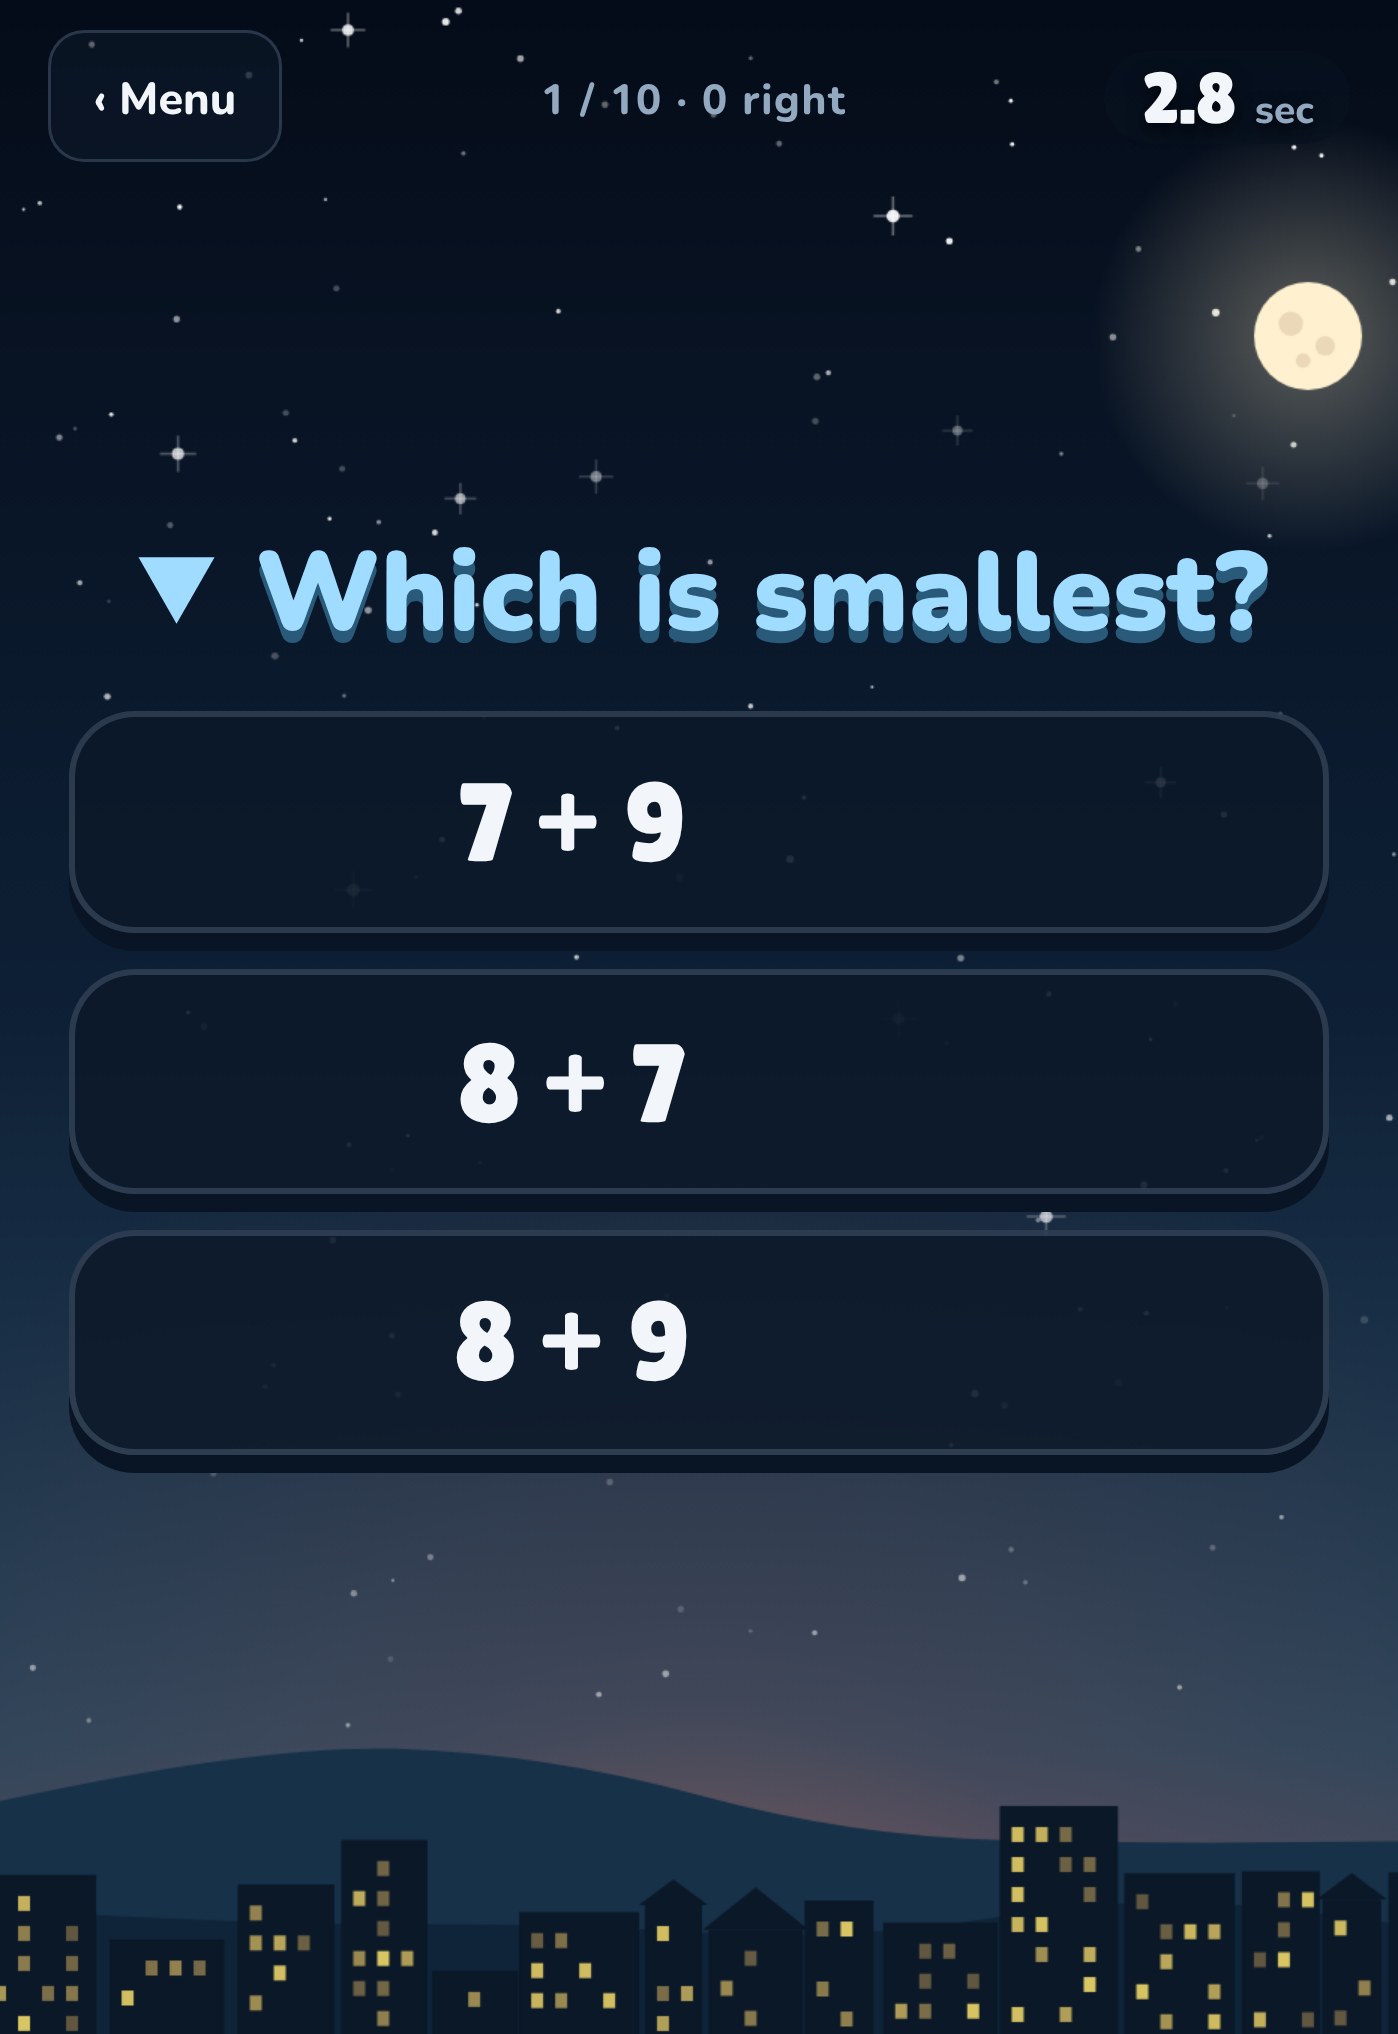 ‹ Menu
1 / 10 · 0 right
2.8 sec
▼ Which is smallest?
7 + 9
8 + 7
8 + 9